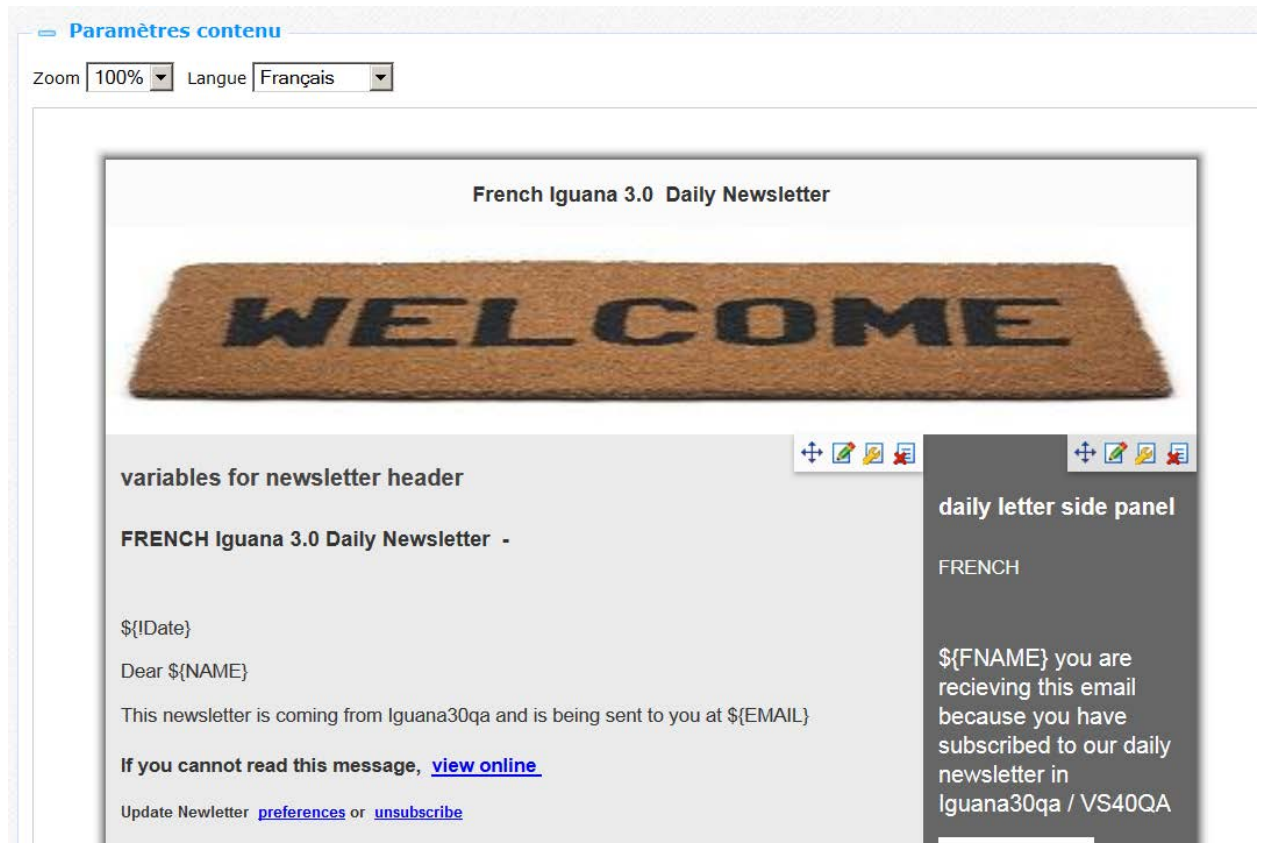 Paramètres contenu
Zoom 100% Langue Français
French Iguana 3.0 Daily Newsletter
WELCOME
variables for newsletter header
FRENCH Iguana 3.0 Daily Newsletter -
${!Date}
Dear ${NAME}
This newsletter is coming from Iguana30qa and is being sent to you at ${EMAIL}
If you cannot read this message, view online
Update Newletter preferences or unsubscribe
daily letter side panel
FRENCH
${FNAME} you are
recieving this email
because you have
subscribed to our daily
newsletter in
Iguana30qa / VS40QA